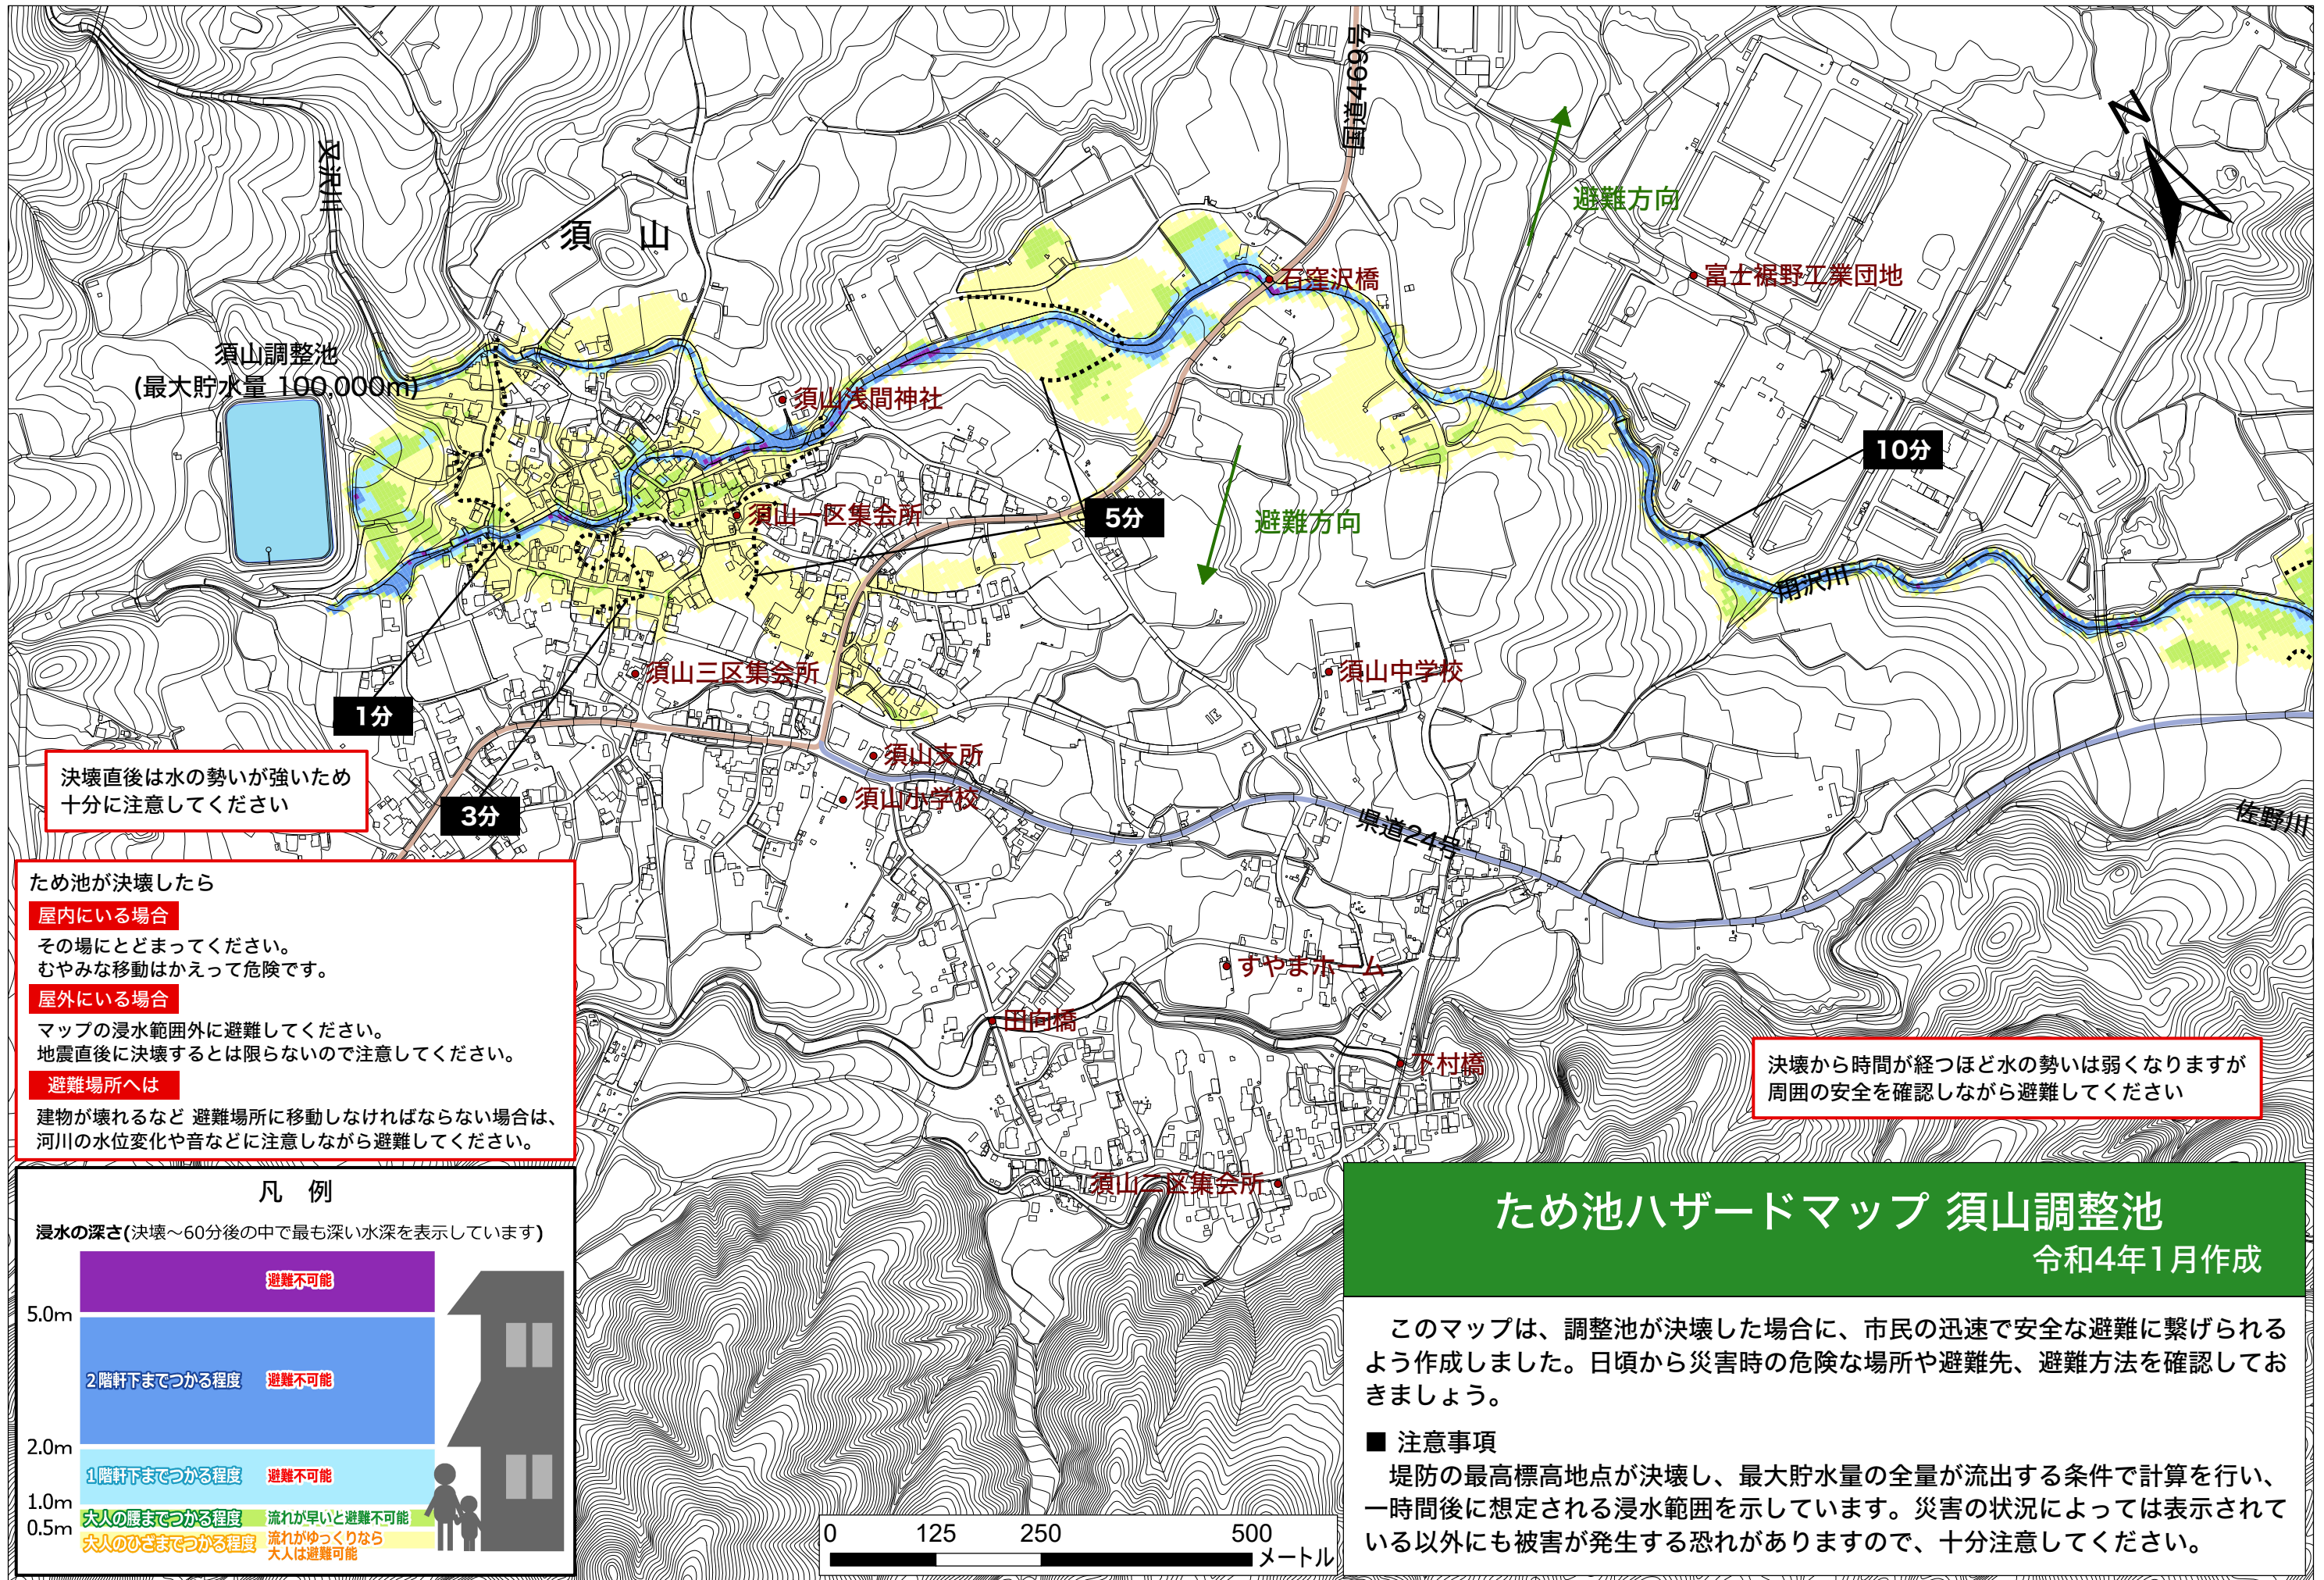 国道469号
又沢川
須　山
避難方向
N
富士裾野工業団地
石窪沢橋
須山調整池
(最大貯水量 100,000m)
須山浅間神社
10分
須山一区集会所
5分
避難方向
用沢川
須山三区集会所
須山中学校
1分
須山支所
須山小学校
3分
県道24号
佐野川
すやまホーム
田向橋
下村橋
須山二区集会所
決壊直後は水の勢いが強いため
十分に注意してください
ため池が決壊したら
屋内にいる場合
その場にとどまってください。
むやみな移動はかえって危険です。
屋外にいる場合
マップの浸水範囲外に避難してください。
地震直後に決壊するとは限らないので注意してください。
避難場所へは
建物が壊れるなど 避難場所に移動しなければならない場合は、
河川の水位変化や音などに注意しながら避難してください。
決壊から時間が経つほど水の勢いは弱くなりますが
周囲の安全を確認しながら避難してください
凡　例
浸水の深さ(決壊～60分後の中で最も深い水深を表示しています)
避難不可能
5.0m
2階軒下までつかる程度 避難不可能
2.0m
1階軒下までつかる程度 避難不可能
1.0m
大人の腰までつかる程度 流れが早いと避難不可能
0.5m
大人のひざまでつかる程度 流れがゆっくりなら
大人は避難可能
0 125 250 500
メートル
ため池ハザードマップ 須山調整池
令和4年1月作成
このマップは、調整池が決壊した場合に、市民の迅速で安全な避難に繋げられる
よう作成しました。日頃から災害時の危険な場所や避難先、避難方法を確認してお
きましょう。
■ 注意事項
堤防の最高標高地点が決壊し、最大貯水量の全量が流出する条件で計算を行い、
一時間後に想定される浸水範囲を示しています。災害の状況によっては表示されて
いる以外にも被害が発生する恐れがありますので、十分注意してください。